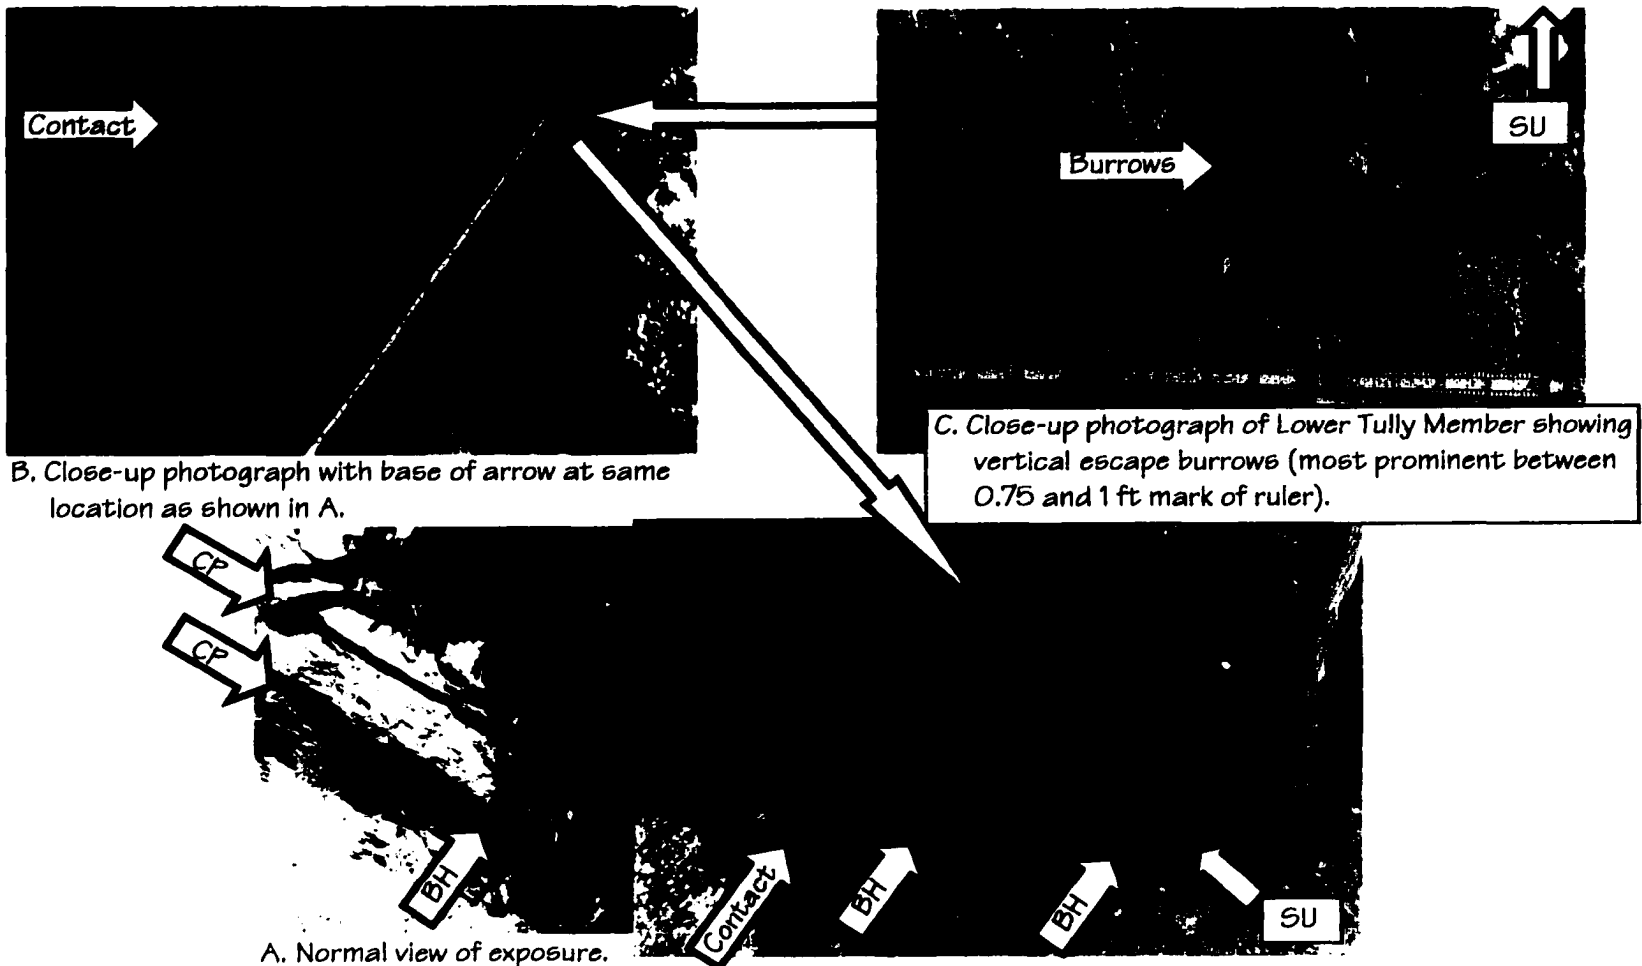 Contact
Burrows
SU
B. Close-up photograph with base of arrow at same
location as shown in A.
C. Close-up photograph of Lower Tully Member showing
vertical escape burrows (most prominent between
0.75 and 1 ft mark of ruler).
CP
CP
BH
Contact
BH
BH
SU
A. Normal view of exposure.